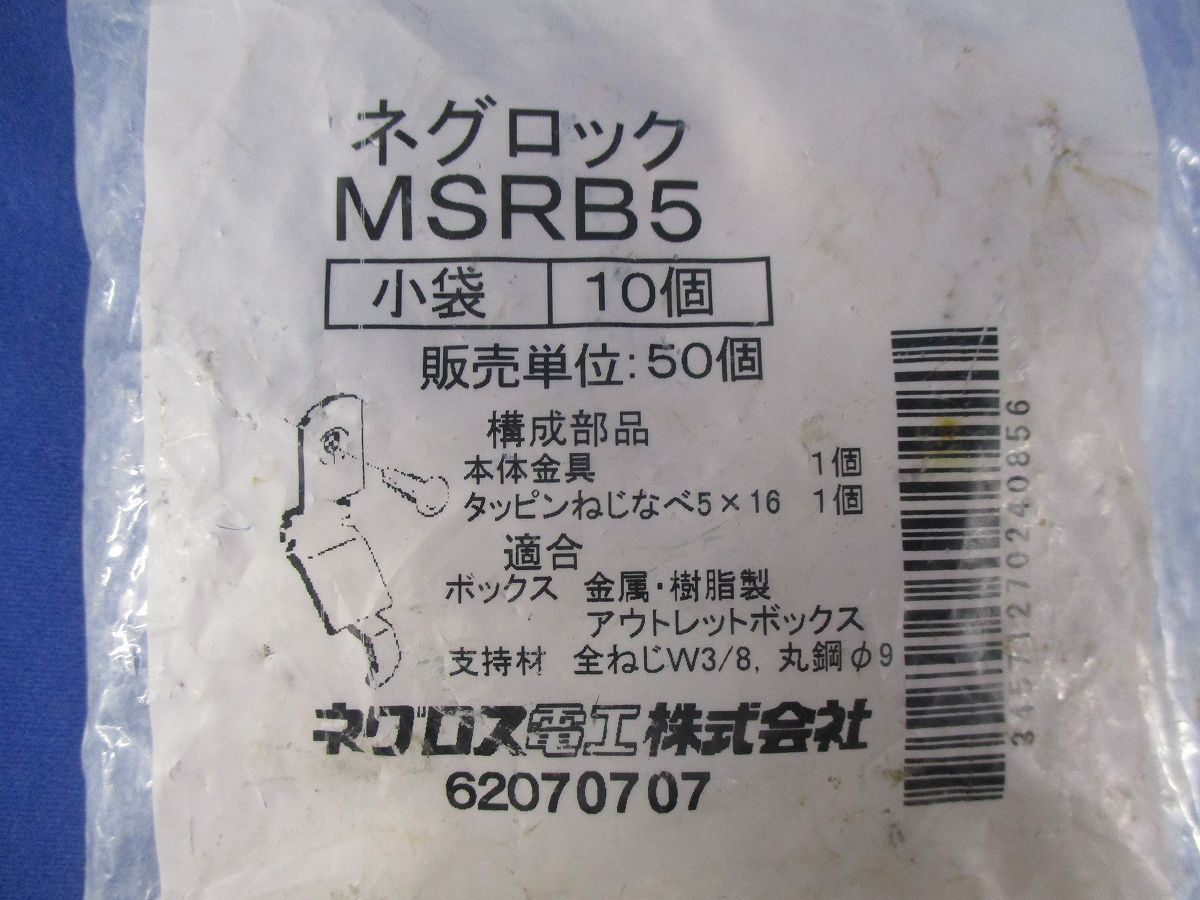 ネグロック
MSRB5
小袋 10個
販売単位:50個
構成部品
本体金具 1個
タッピンねじなべ5×16 1個
適合
ボックス 金属・樹脂製
アウトレットボックス
支持材 全ねじW3/8, 丸鋼φ9
ネグロス電工株式会社
62070707
34571270240856